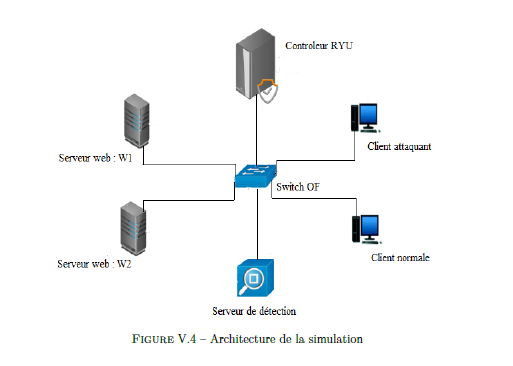 Controleur RYU
Serveur web : W1
Client attaquant
Switch OF
Serveur web : W2
Client normale
Serveur de détection
FIGURE V.4 – Architecture de la simulation